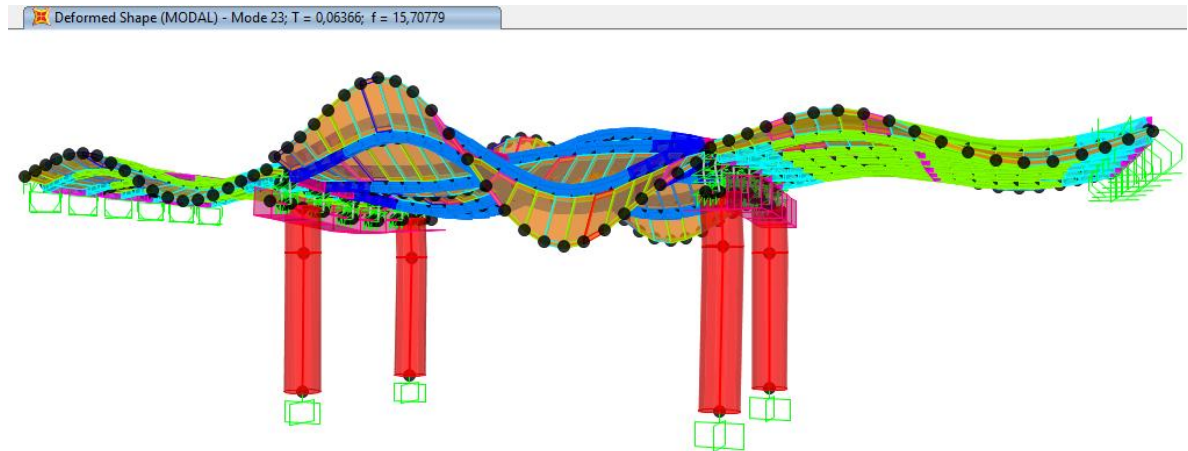 Deformed Shape (MODAL) - Mode 23; T = 0,06366; f = 15,70779